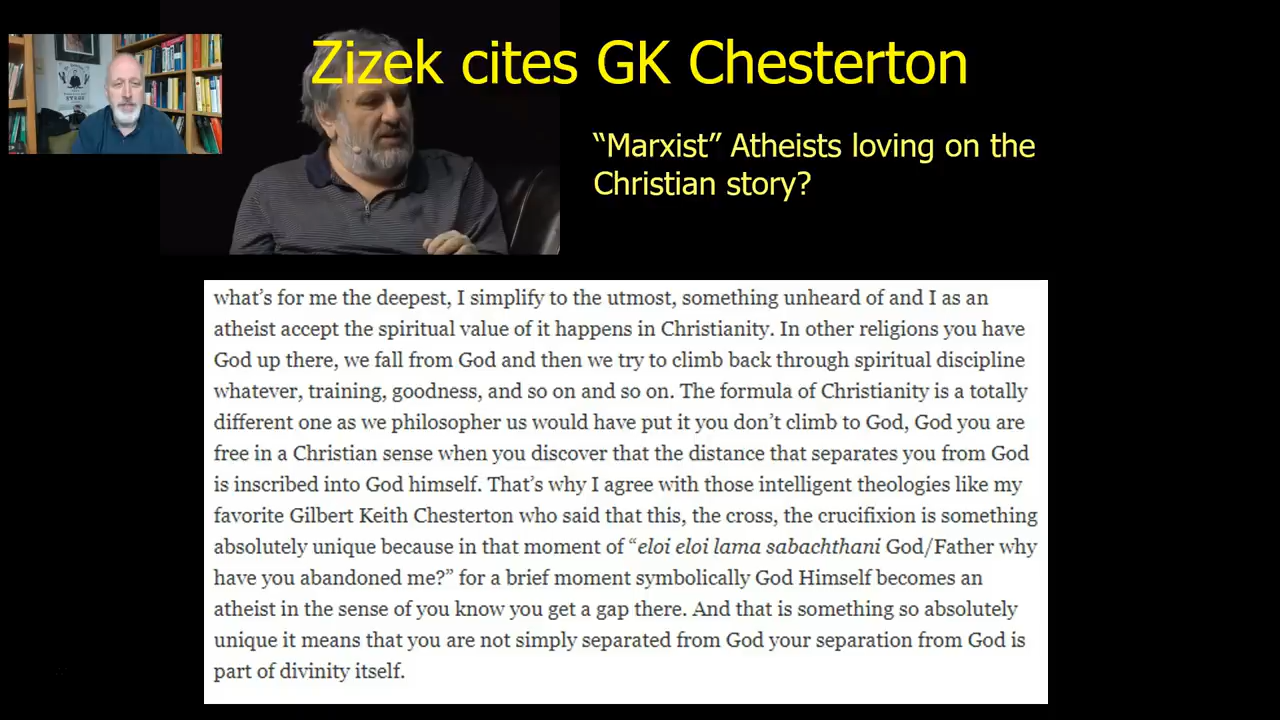 Zizek cites GK Chesterton
“Marxist” Atheists loving on the
Christian story?
what’s for me the deepest, I simplify to the utmost, something unheard of and I as an
atheist accept the spiritual value of it happens in Christianity. In other religions you have
God up there, we fall from God and then we try to climb back through spiritual discipline
whatever, training, goodness, and so on and so on. The formula of Christianity is a totally
different one as we philosopher us would have put it you don’t climb to God, God you are
free in a Christian sense when you discover that the distance that separates you from God
is inscribed into God himself. That’s why I agree with those intelligent theologies like my
favorite Gilbert Keith Chesterton who said that this, the cross, the crucifixion is something
absolutely unique because in that moment of “eloi eloi lama sabachthani God/Father why
have you abandoned me?” for a brief moment symbolically God Himself becomes an
atheist in the sense of you know you get a gap there. And that is something so absolutely
unique it means that you are not simply separated from God your separation from God is
part of divinity itself.